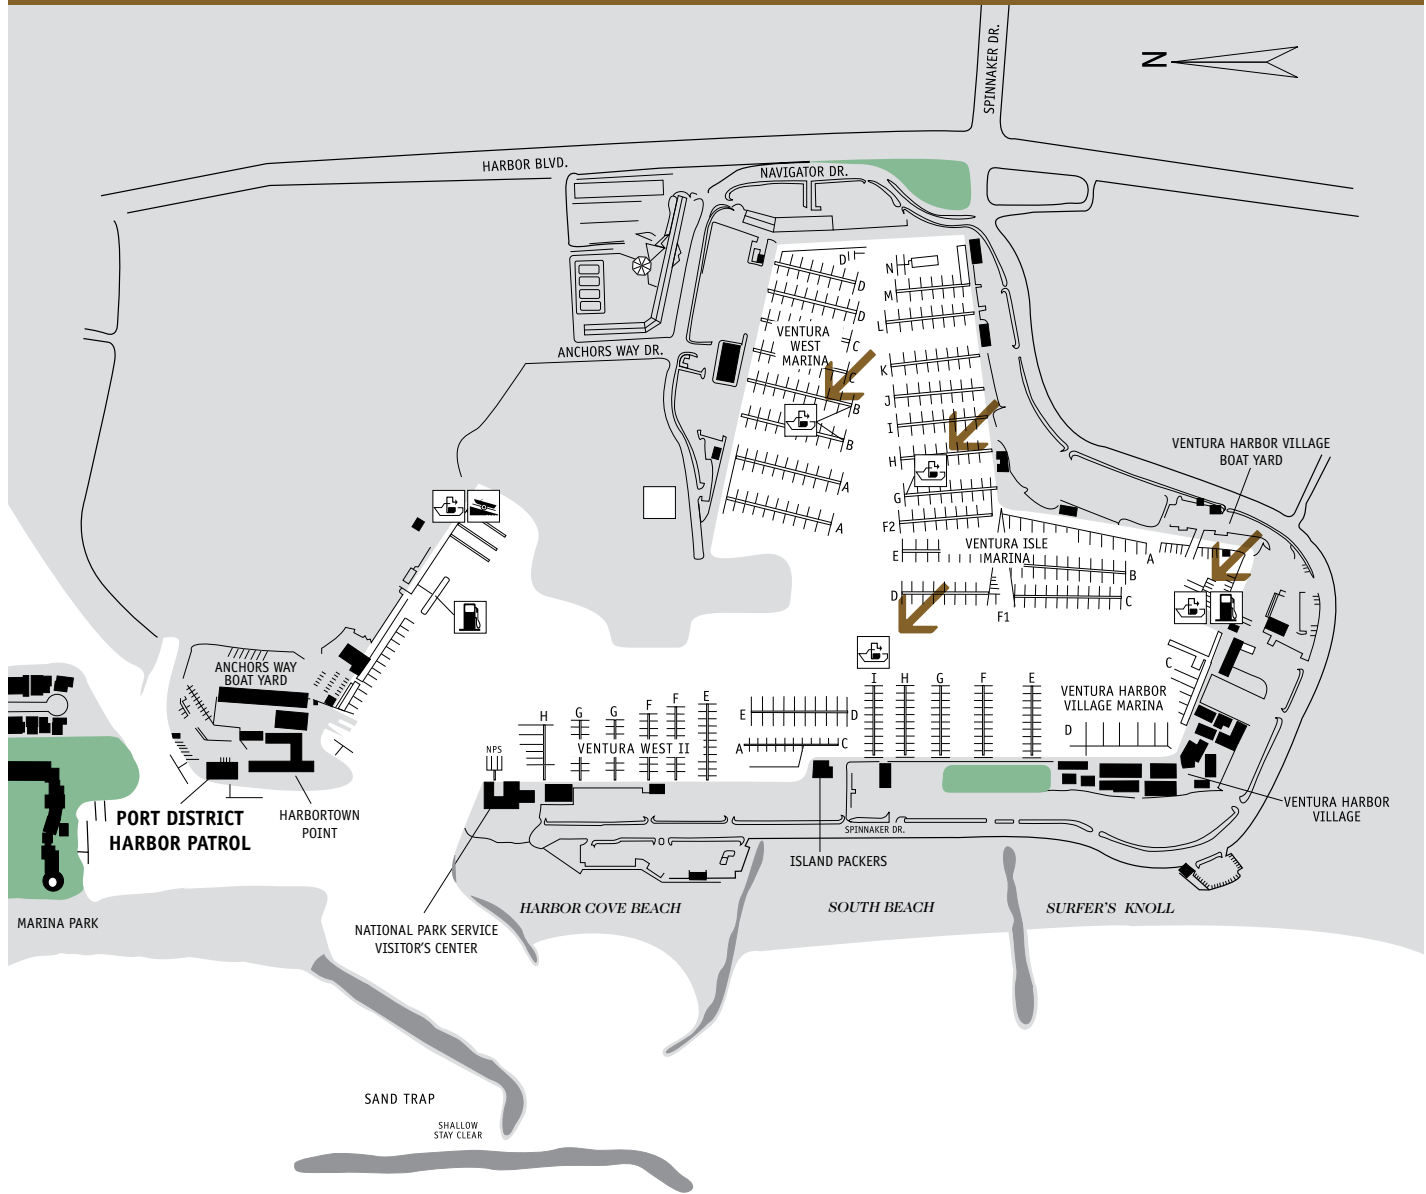 SPINNAKER DR.
N
HARBOR BLVD.
NAVIGATOR DR.
D
D
D
N
M
L
VENTURA
WEST
MARINA
C
C
ANCHORS WAY DR.
K
J
B
I
B
H
VENTURA HARBOR VILLAGE
BOAT YARD
A
G
A
F2
VENTURA ISLE
MARINA
E
A
B
D
C
F1
ANCHORS WAY
BOAT YARD
C
I
H
G
F
E
VENTURA HARBOR
VILLAGE MARINA
D
H
G
G
F
F
E
E
D
A
C
NPS
VENTURA WEST II
PORT DISTRICT
HARBOR PATROL
HARBORTOWN
POINT
VENTURA HARBOR
VILLAGE
SPINNAKER DR.
ISLAND PACKERS
MARINA PARK
NATIONAL PARK SERVICE
VISITOR'S CENTER
HARBOR COVE BEACH
SOUTH BEACH
SURFER'S KNOLL
SAND TRAP
SHALLOW
STAY CLEAR